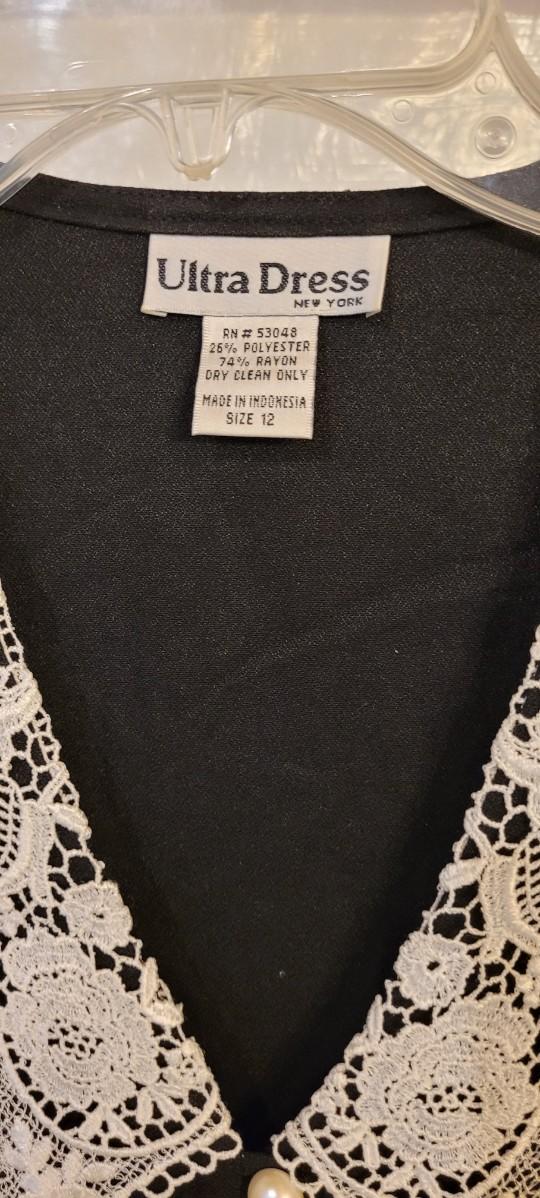 Ultra Dress
NEW YORK
RN # 53048
26% POLYESTER
74% RAYON
DRY CLEAN ONLY
MADE IN INDONESIA
SIZE 12